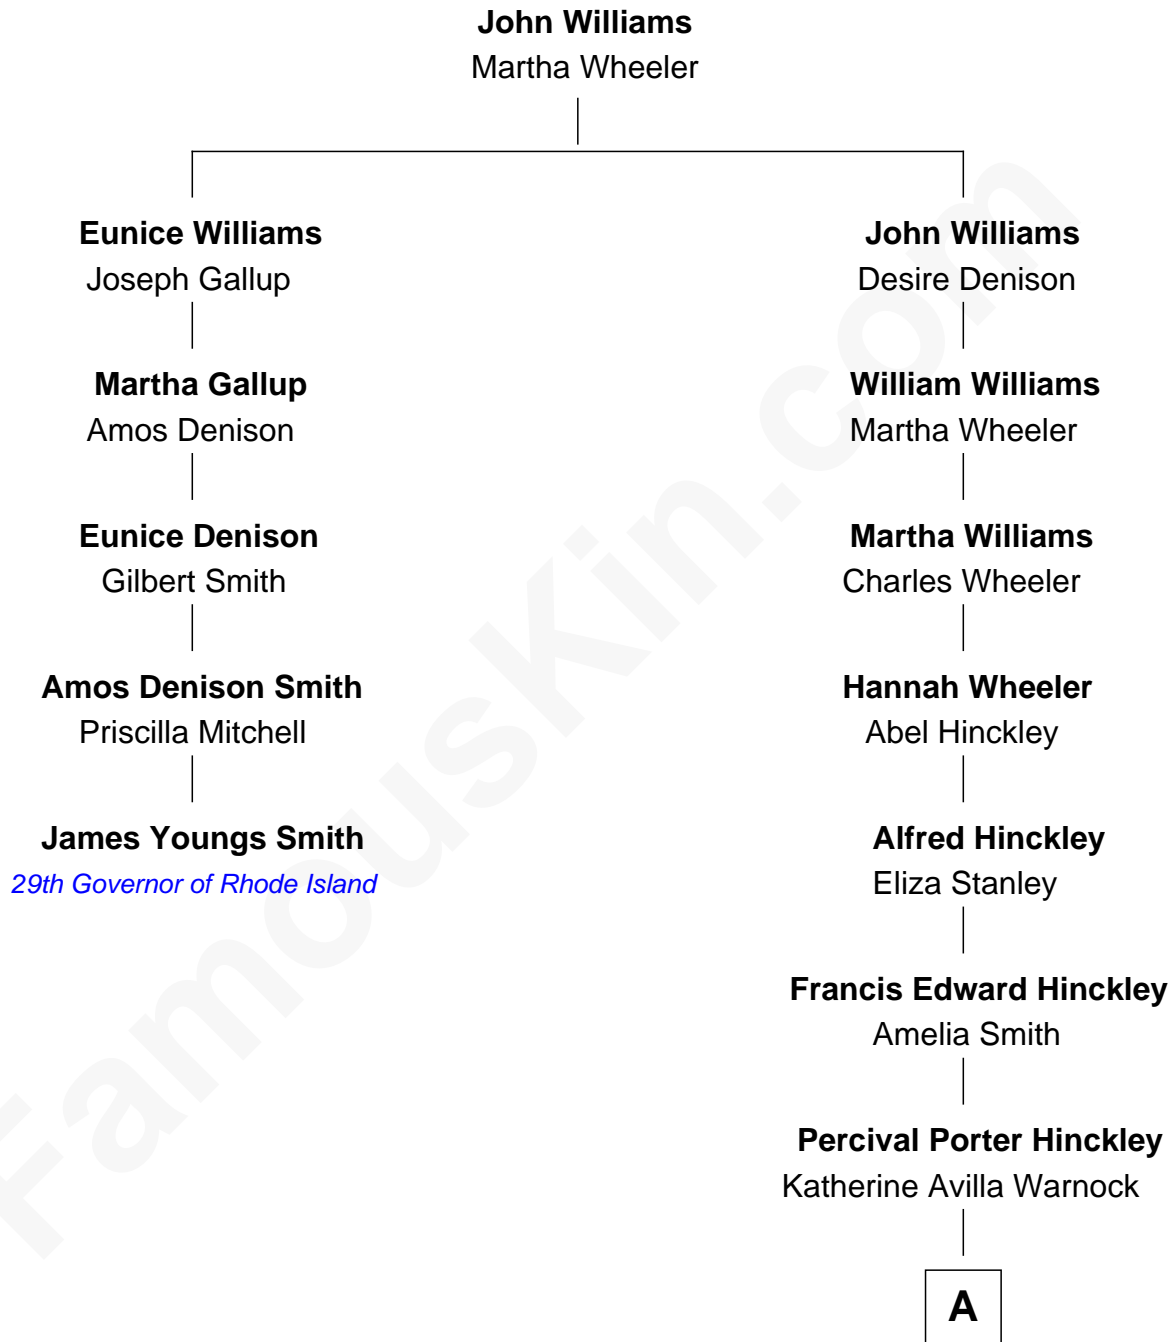 John Williams
Martha Wheeler
Eunice Williams
Joseph Gallup
Martha Gallup
Amos Denison
Eunice Denison
Gilbert Smith
Amos Denison Smith
Priscilla Mitchell
James Youngs Smith
29th Governor of Rhode Island
John Williams
Desire Denison
William Williams
Martha Wheeler
Martha Williams
Charles Wheeler
Hannah Wheeler
Abel Hinckley
Alfred Hinckley
Eliza Stanley
Francis Edward Hinckley
Amelia Smith
Percival Porter Hinckley
Katherine Avilla Warnock
A
FamousKin.com